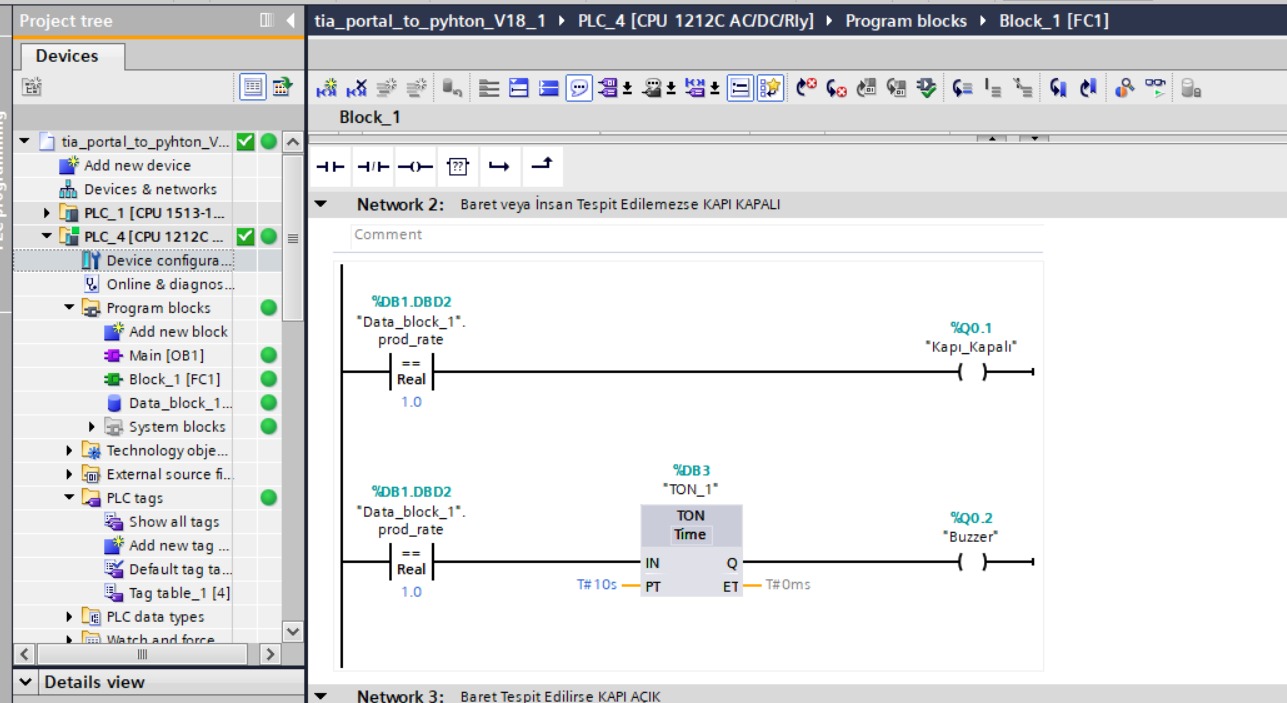 Project tree
tia_portal_to_pyhton_V18_1 ▸ PLC_4 [CPU 1212C AC/DC/Rly] ▸ Program blocks ▸ Block_1 [FC1]
Devices
Block_1
tia_portal_to_pyhton_V...
Add new device
Devices & networks
PLC_1 [CPU 1513-1...
PLC_4 [CPU 1212C ...
Device configura...
Online & diagnos...
Program blocks
Add new block
Main [OB1]
Block_1 [FC1]
Data_block_1...
System blocks
Technology obje...
External source fi...
PLC tags
Show all tags
Add new tag ...
Default tag ta...
Tag table_1 [4]
PLC data types
Watch and force
Details view
??
Network 2: Baret veya İnsan Tespit Edilemezse KAPI KAPALI
Comment
%DB1.DBD2
"Data_block_1".
prod_rate
==
Real
1.0
%Q0.1
"Kapı_Kapalı"
%DB1.DBD2
"Data_block_1".
prod_rate
==
Real
1.0
%DB3
"TON_1"
TON
Time
IN Q
T#10s PT ET T#0ms
%Q0.2
"Buzzer"
Network 3: Baret Tespit Edilirse KAPI AÇIK